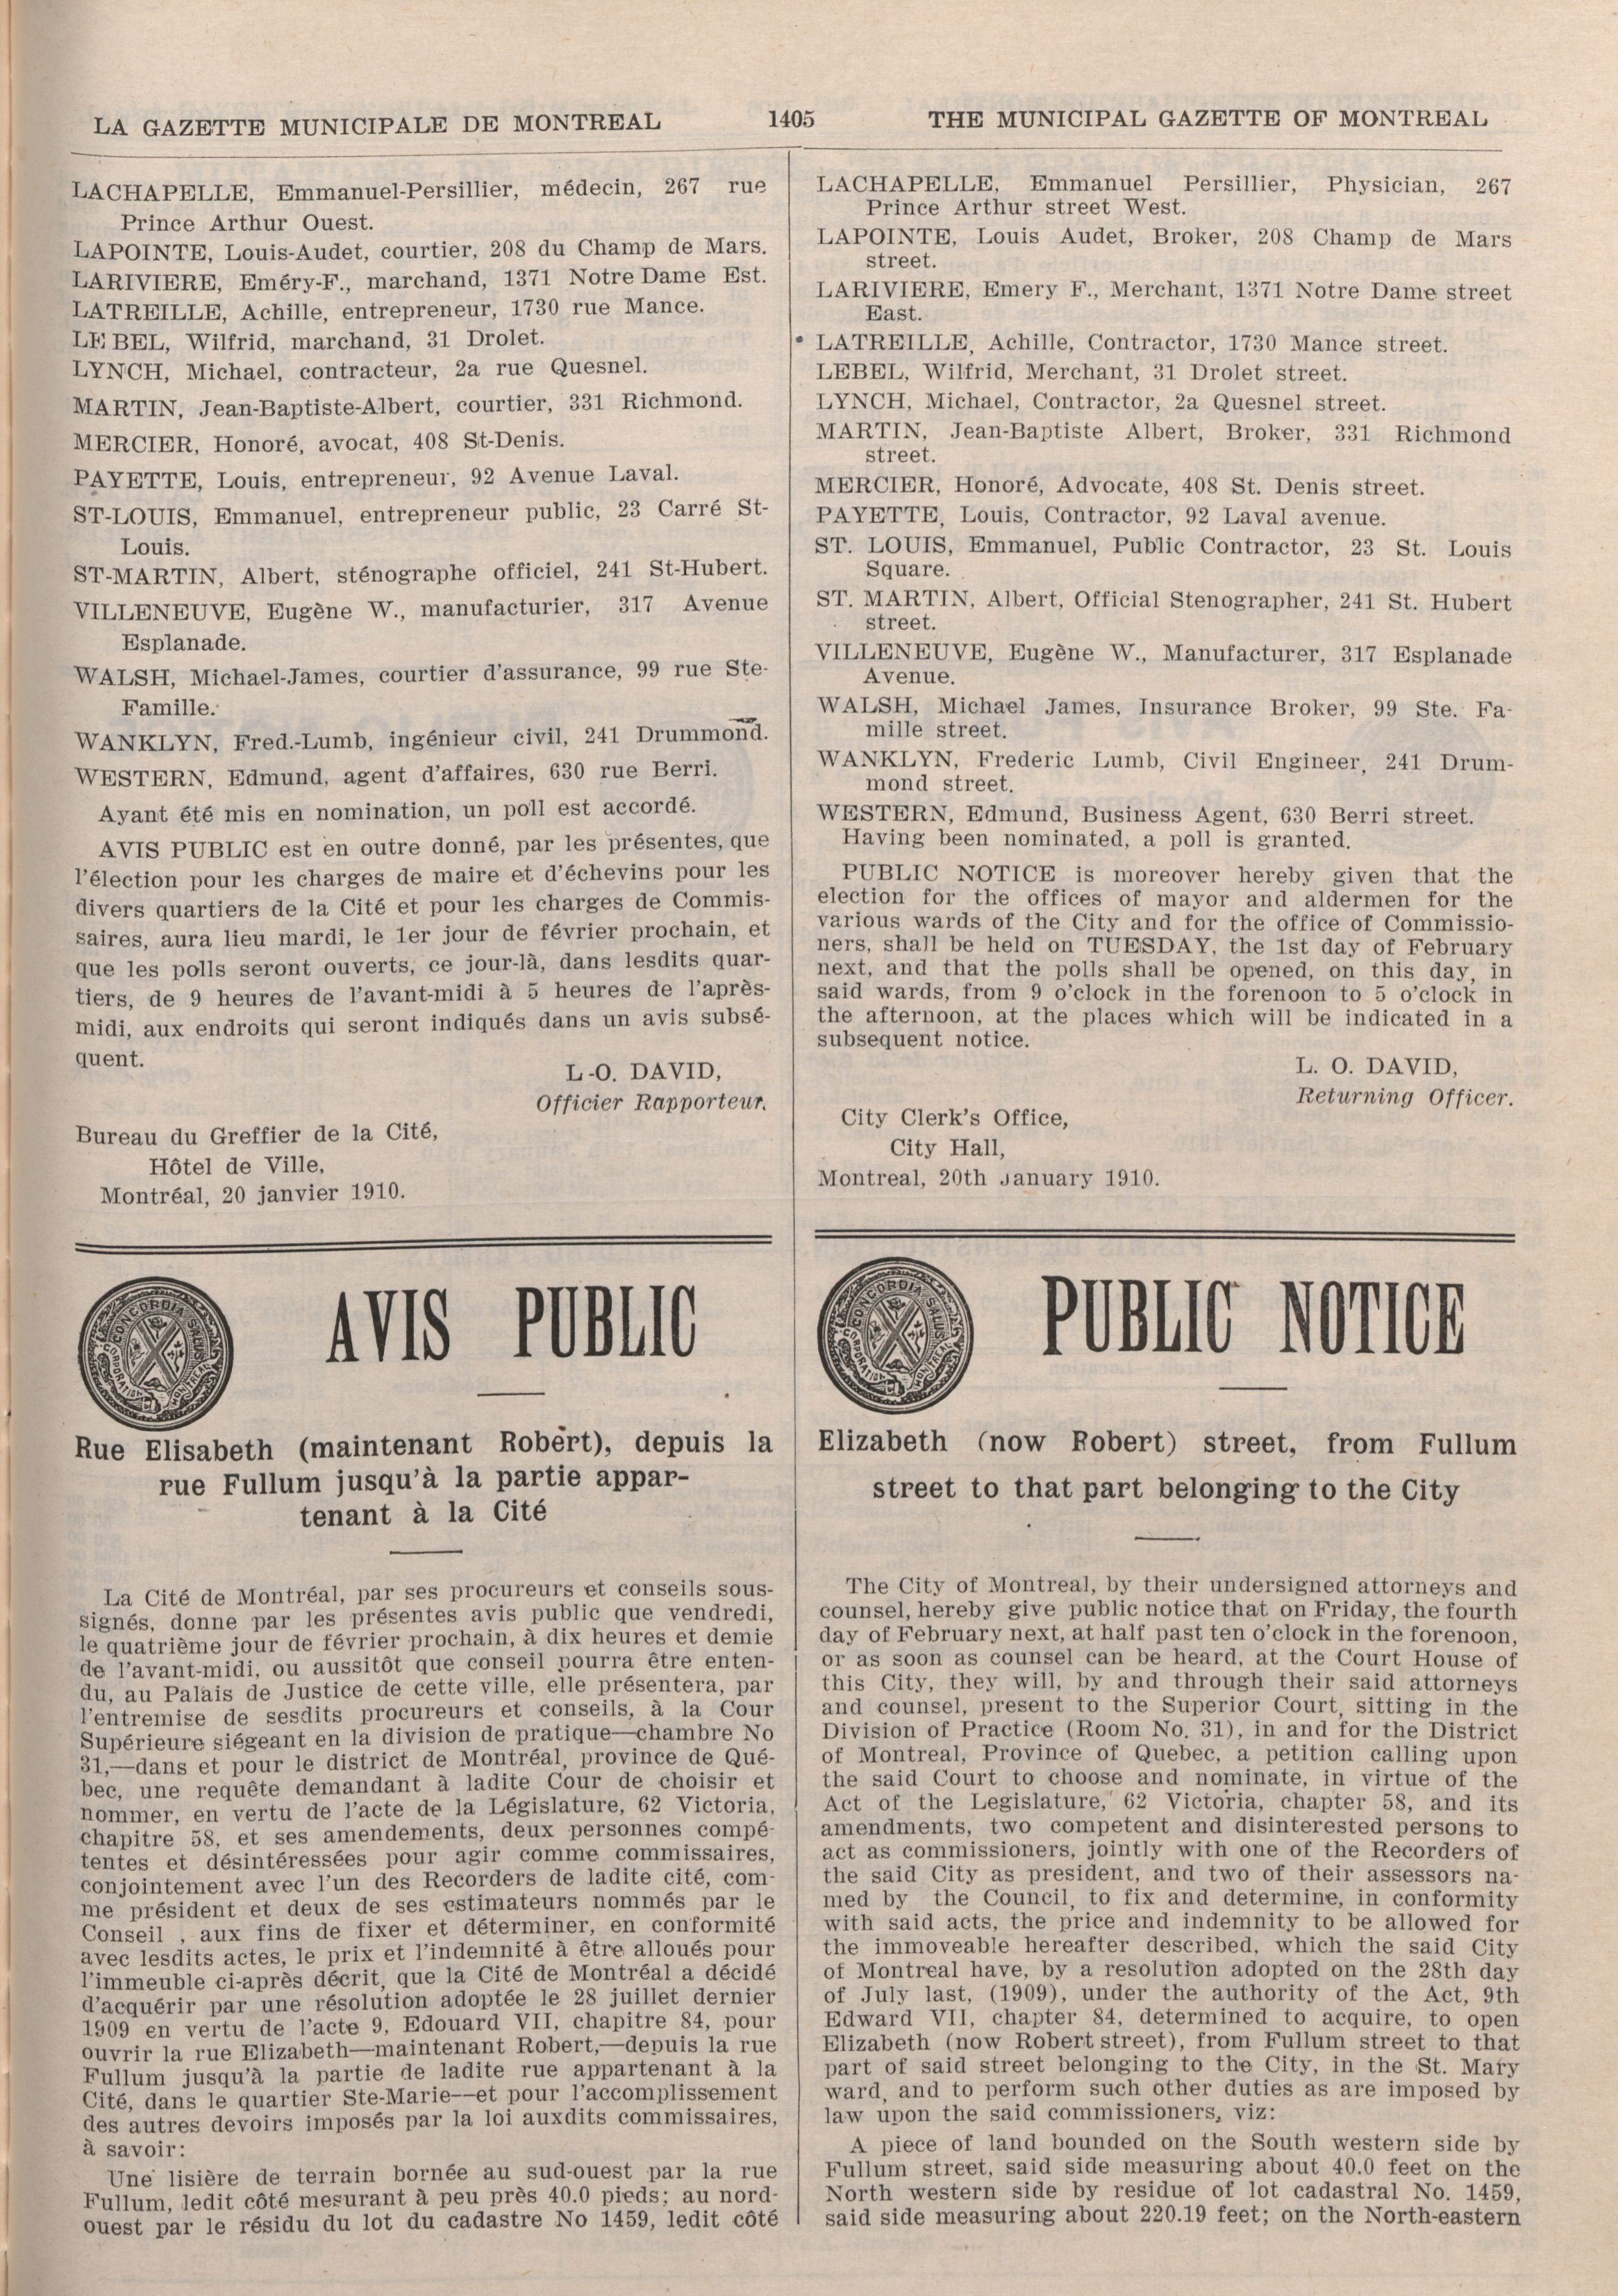 LA GAZETTE MUNICIPALE DE MONTREAL
1405
THE MUNICIPAL GAZETTE OF MONTREAL
LACHAPELLE, Emmanuel-Persillier, médecin, 267 rue
Prince Arthur Ouest.
LAPOINTE, Louis-Audet, courtier, 208 du Champ de Mars.
LARIVIERE, Eméry-F., marchand, 1371 Notre Dame Est.
LATREILLE, Achille, entrepreneur, 1730 rue Mance.
LE BEL, Wilfrid, marchand, 31 Drolet.
LYNCH, Michael, contracteur, 2a rue Quesnel.
MARTIN, Jean-Baptiste-Albert, courtier, 331 Richmond.
MERCIER, Honoré, avocat, 408 St-Denis.
PAYETTE, Louis, entrepreneur, 92 Avenue Laval.
ST-LOUIS, Emmanuel, entrepreneur public, 23 Carré St-
Louis.
ST-MARTIN, Albert, sténographe officiel, 241 St-Hubert.
VILLENEUVE, Eugène W., manufacturier, 317 Avenue
Esplanade.
WALSH, Michael-James, courtier d'assurance, 99 rue Ste-
Famille.
WANKLYN, Fred.-Lumb, ingénieur civil, 241 Drummond.
WESTERN, Edmund, agent d'affaires, 630 rue Berri.
Ayant été mis en nomination, un poll est accordé.
AVIS PUBLIC est en outre donné, par les présentes, que
l'élection pour les charges de maire et d'échevins pour les
divers quartiers de la Cité et pour les charges de Commis-
saires, aura lieu mardi, le 1er jour de février prochain, et
que les polls seront ouverts, ce jour-là, dans lesdits quar-
tiers, de 9 heures de l'avant-midi à 5 heures de l'après-
midi, aux endroits qui seront indiqués dans un avis subsé-
quent.
L-O. DAVID,
Officier Rapporteur.
Bureau du Greffier de la Cité,
Hôtel de Ville,
Montréal, 20 janvier 1910.
CONCORDIA SALUS
CORPORATION MONTREAL
AVIS PUBLIC
Rue Elisabeth (maintenant Robert), depuis la
rue Fullum jusqu'à la partie appar-
tenant à la Cité
La Cité de Montréal, par ses procureurs et conseils sous-
signés, donne par les présentes avis public que vendredi,
le quatrième jour de février prochain, à dix heures et demie
de l'avant-midi, ou aussitôt que conseil pourra être enten-
du, au Palais de Justice de cette ville, elle présentera, par
l'entremise de sesdits procureurs et conseils, à la Cour
Supérieure siégeant en la division de pratique—chambre No
31,—dans et pour le district de Montréal, province de Qué-
bec, une requête demandant à ladite Cour de choisir et
nommer, en vertu de l'acte de la Législature, 62 Victoria,
chapitre 58, et ses amendements, deux personnes compé-
tentes et désintéressées pour agir comme commissaires,
conjointement avec l'un des Recorders de ladite cité, com-
me président et deux de ses estimateurs nommés par le
Conseil , aux fins de fixer et déterminer, en conformité
avec lesdits actes, le prix et l'indemnité à être alloués pour
l'immeuble ci-après décrit, que la Cité de Montréal a décidé
d'acquérir par une résolution adoptée le 28 juillet dernier
1909 en vertu de l'acte 9, Edouard VII, chapitre 84, pour
ouvrir la rue Elizabeth—maintenant Robert,—depuis la rue
Fullum jusqu'à la partie de ladite rue appartenant à la
Cité, dans le quartier Ste-Marie—et pour l'accomplissement
des autres devoirs imposés par la loi auxdits commissaires,
à savoir:
Une lisière de terrain bornée au sud-ouest par la rue
Fullum, ledit côté mesurant à peu près 40.0 pieds; au nord-
ouest par le résidu du lot du cadastre No 1459, ledit côté
LACHAPELLE, Emmanuel Persillier, Physician, 267
Prince Arthur street West.
LAPOINTE, Louis Audet, Broker, 208 Champ de Mars
street.
LARIVIERE, Emery F., Merchant, 1371 Notre Dame street
East.
LATREILLE, Achille, Contractor, 1730 Mance street.
LEBEL, Wilfrid, Merchant, 31 Drolet street.
LYNCH, Michael, Contractor, 2a Quesnel street.
MARTIN, Jean-Baptiste Albert, Broker, 331 Richmond
street.
MERCIER, Honoré, Advocate, 408 St. Denis street.
PAYETTE, Louis, Contractor, 92 Laval avenue.
ST. LOUIS, Emmanuel, Public Contractor, 23 St. Louis
Square.
ST. MARTIN, Albert, Official Stenographer, 241 St. Hubert
street.
VILLENEUVE, Eugène W., Manufacturer, 317 Esplanade
Avenue.
WALSH, Michael James, Insurance Broker, 99 Ste. Fa-
mille street.
WANKLYN, Frederic Lumb, Civil Engineer, 241 Drum-
mond street.
WESTERN, Edmund, Business Agent, 630 Berri street.
Having been nominated, a poll is granted.
PUBLIC NOTICE is moreover hereby given that the
election for the offices of mayor and aldermen for the
various wards of the City and for the office of Commissio-
ners, shall be held on TUESDAY, the 1st day of February
next, and that the polls shall be opened, on this day, in
said wards, from 9 o'clock in the forenoon to 5 o'clock in
the afternoon, at the places which will be indicated in a
subsequent notice.
L. O. DAVID,
Returning Officer.
City Clerk's Office,
City Hall,
Montreal, 20th January 1910.
CONCORDIA SALUS
CORPORATION MONTREAL
PUBLIC NOTICE
Elizabeth (now Robert) street, from Fullum
street to that part belonging to the City
The City of Montreal, by their undersigned attorneys and
counsel, hereby give public notice that on Friday, the fourth
day of February next, at half past ten o'clock in the forenoon,
or as soon as counsel can be heard, at the Court House of
this City, they will, by and through their said attorneys
and counsel, present to the Superior Court, sitting in the
Division of Practice (Room No. 31), in and for the District
of Montreal, Province of Quebec, a petition calling upon
the said Court to choose and nominate, in virtue of the
Act of the Legislature, 62 Victoria, chapter 58, and its
amendments, two competent and disinterested persons to
act as commissioners, jointly with one of the Recorders of
the said City as president, and two of their assessors na-
med by the Council, to fix and determine, in conformity
with said acts, the price and indemnity to be allowed for
the immoveable hereafter described, which the said City
of Montreal have, by a resolution adopted on the 28th day
of July last, (1909), under the authority of the Act, 9th
Edward VII, chapter 84, determined to acquire, to open
Elizabeth (now Robert street), from Fullum street to that
part of said street belonging to the City, in the St. Mary
ward, and to perform such other duties as are imposed by
law upon the said commissioners, viz:
A piece of land bounded on the South western side by
Fullum street, said side measuring about 40.0 feet on the
North western side by residue of lot cadastral No. 1459,
said side measuring about 220.19 feet; on the North-eastern